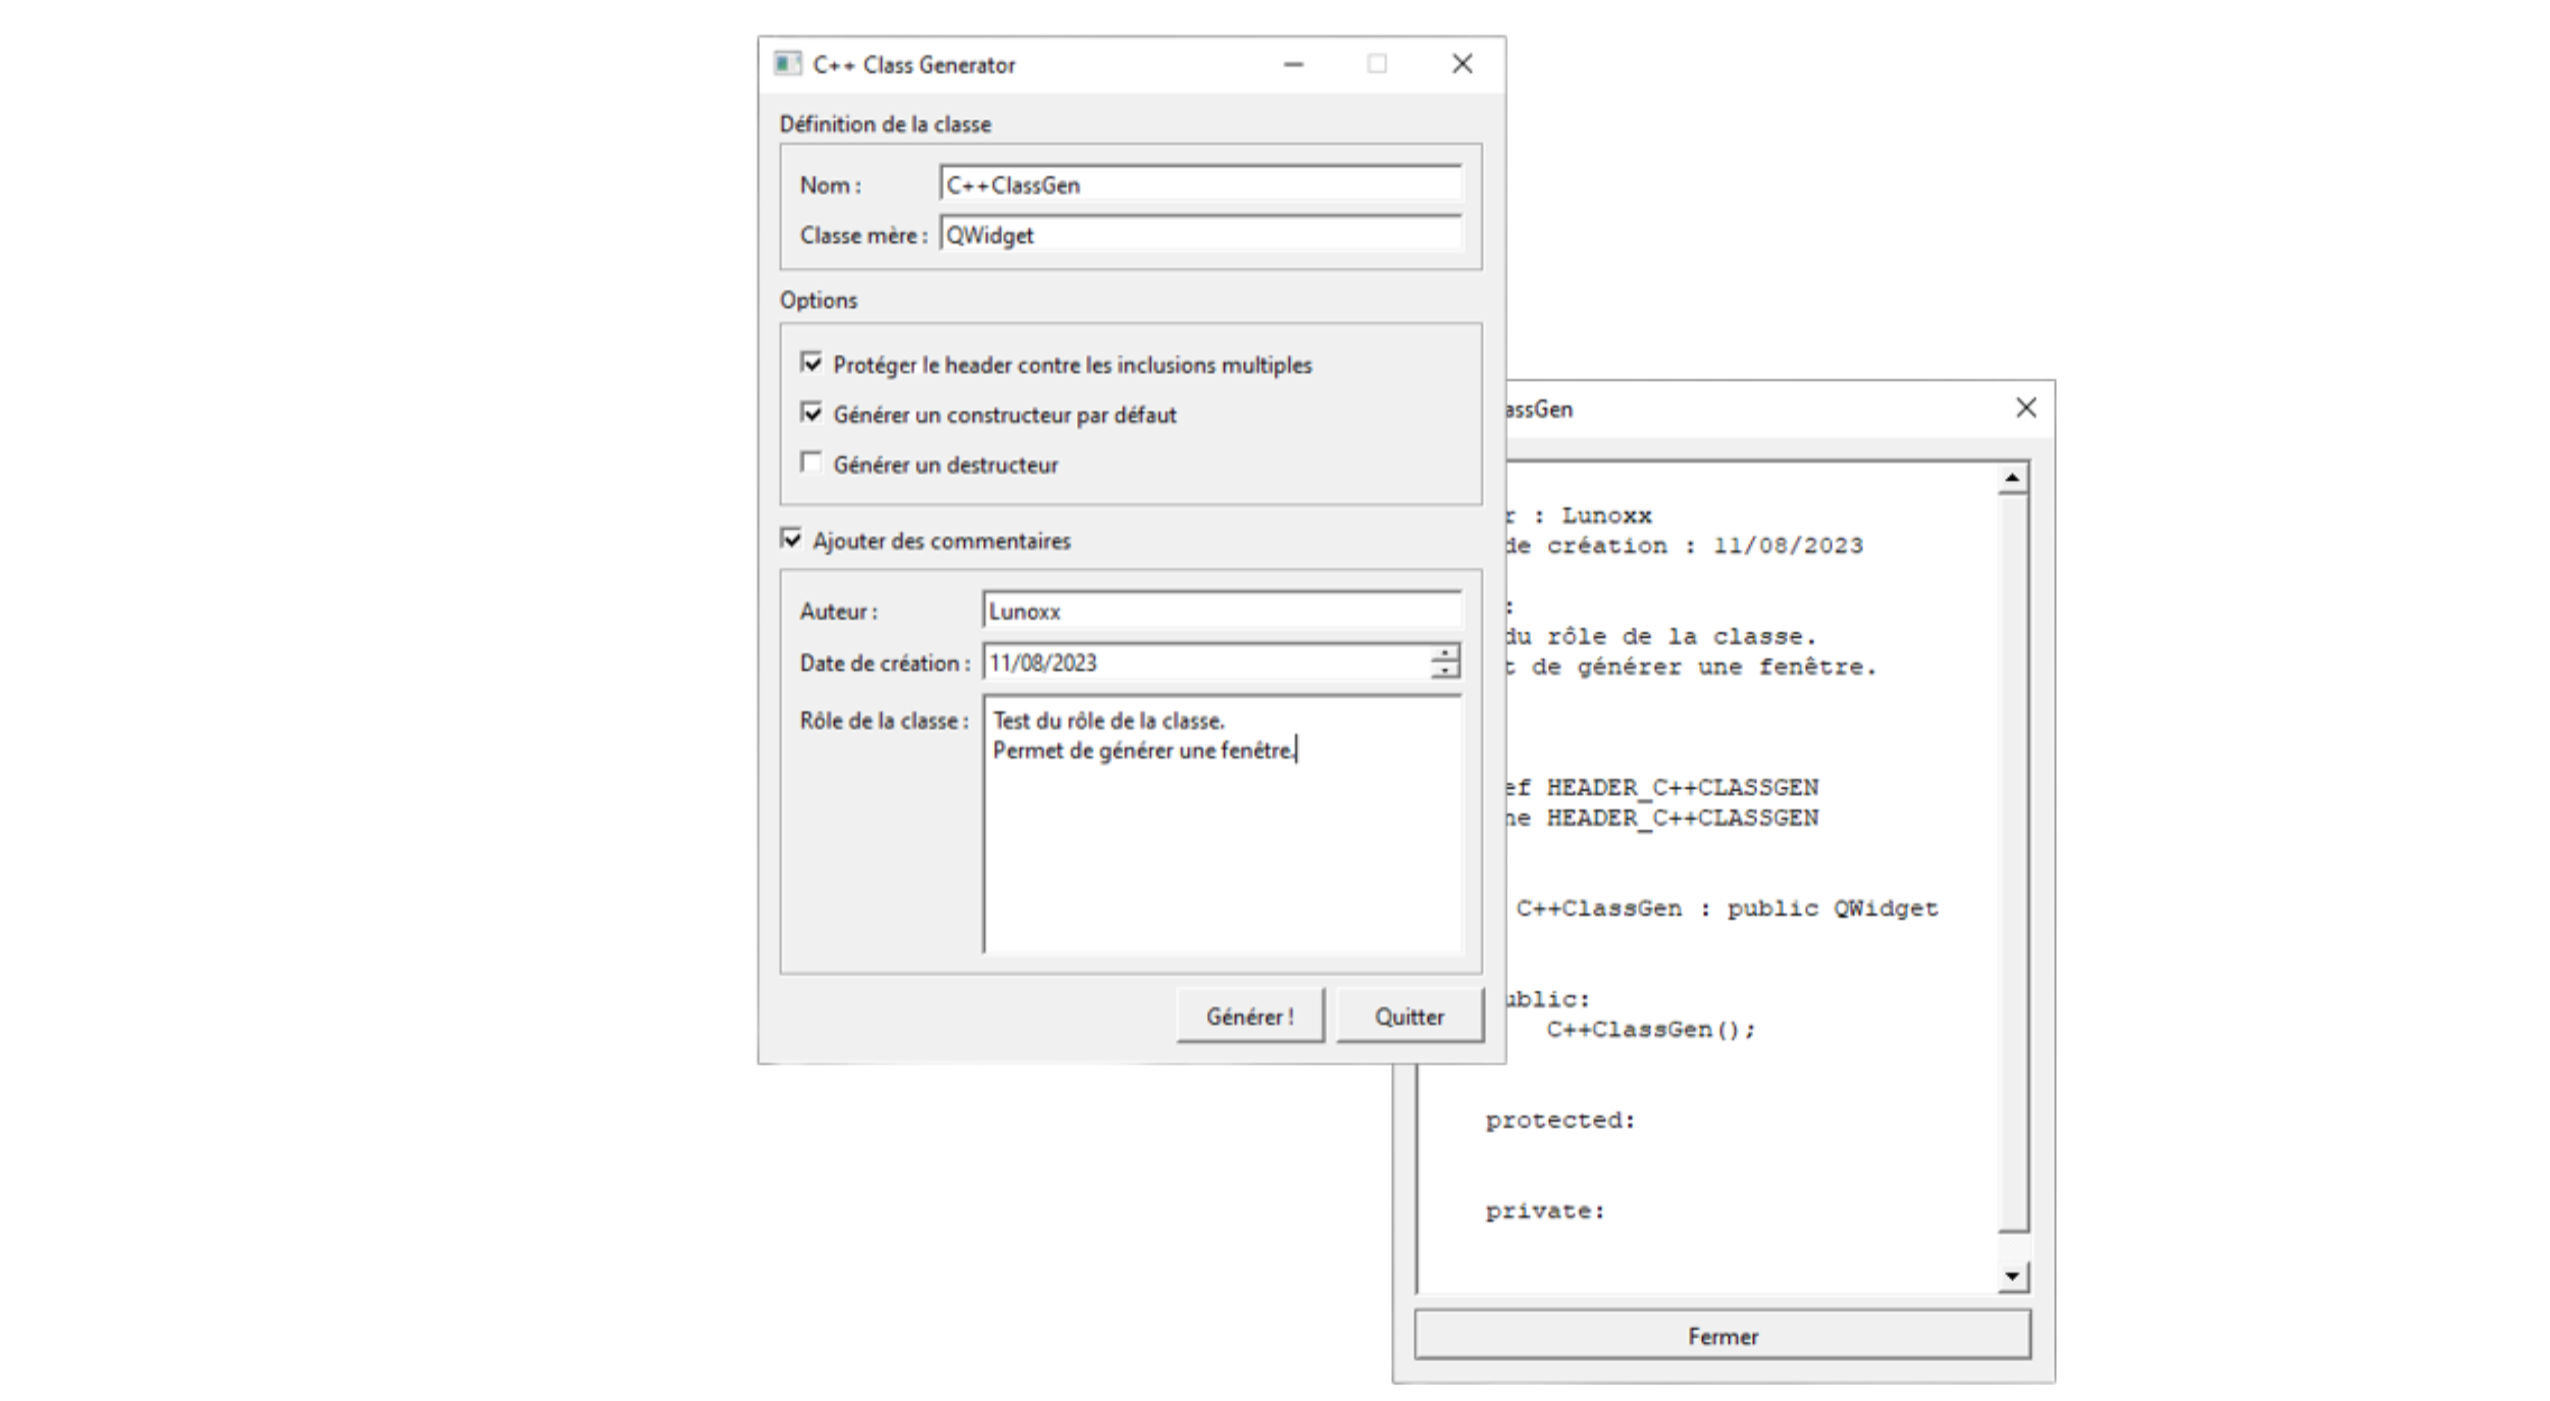 C++ Class Generator
Définition de la classe
Nom :
C++ClassGen
Classe mère :
QWidget
Options
Protéger le header contre les inclusions multiples
Générer un constructeur par défaut
Générer un destructeur
Ajouter des commentaires
Auteur :
Lunoxx
Date de création :
11/08/2023
Rôle de la classe :
Test du rôle de la classe.
Permet de générer une fenêtre.
Générer !
Quitter
assGen
r : Lunoxx
de création : 11/08/2023
:
du rôle de la classe.
t de générer une fenêtre.
ef HEADER_C++CLASSGEN
ne HEADER_C++CLASSGEN
C++ClassGen : public QWidget
ublic:
C++ClassGen();
protected:
private:
Fermer